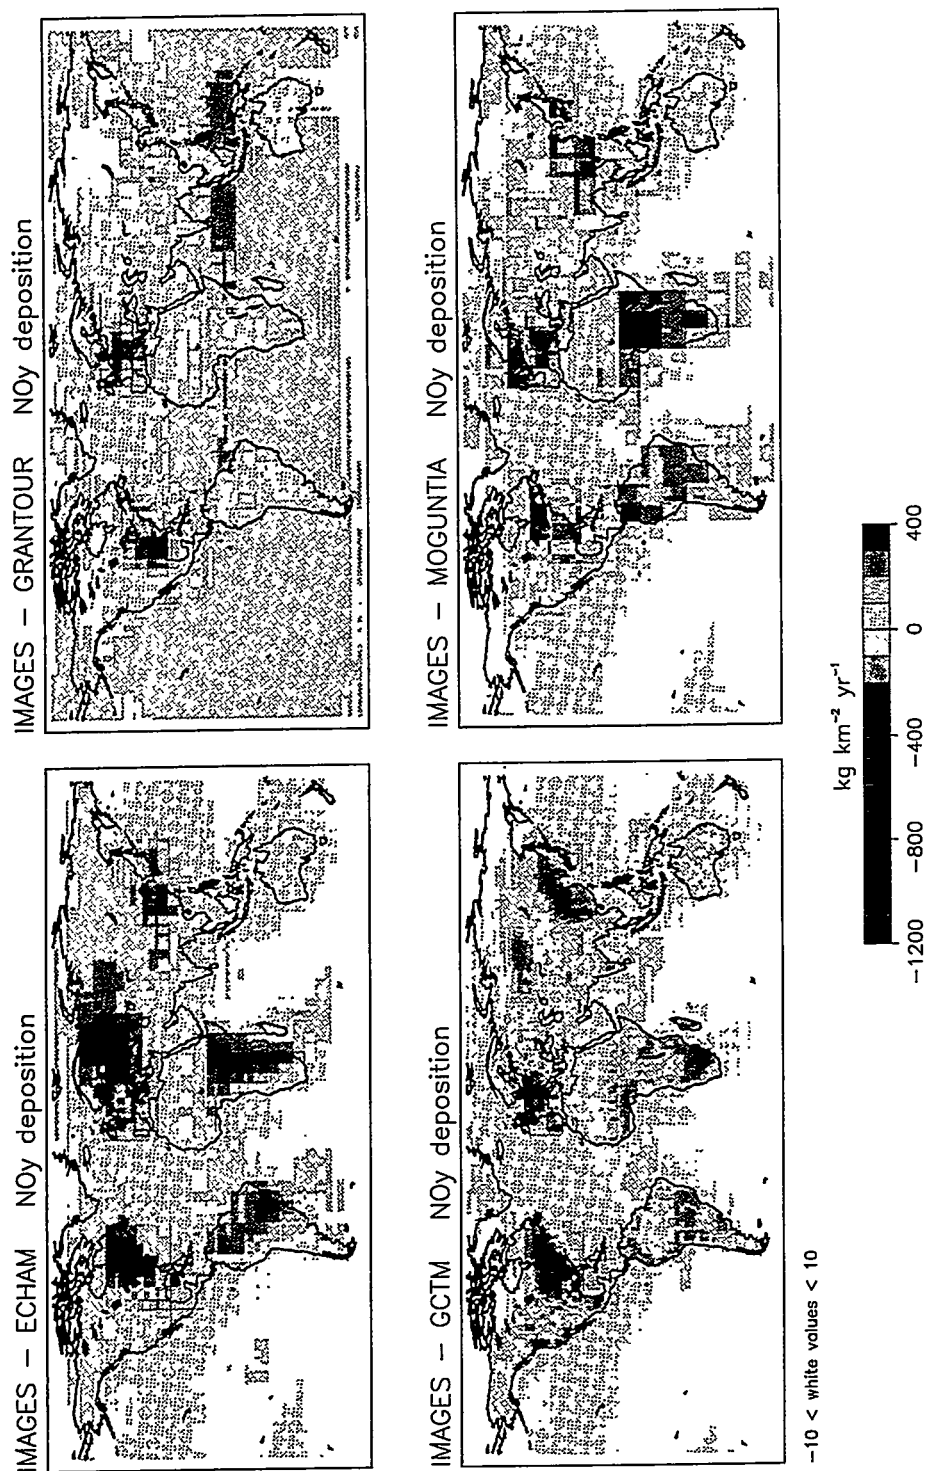 IMAGES – ECHAM NOy deposition
IMAGES – GRANTOUR NOy deposition
IMAGES – GCTM NOy deposition
IMAGES – MOGUNTIA NOy deposition
−10 < white values < 10
kg km⁻² yr⁻¹
−1200 −800 −400 0 400